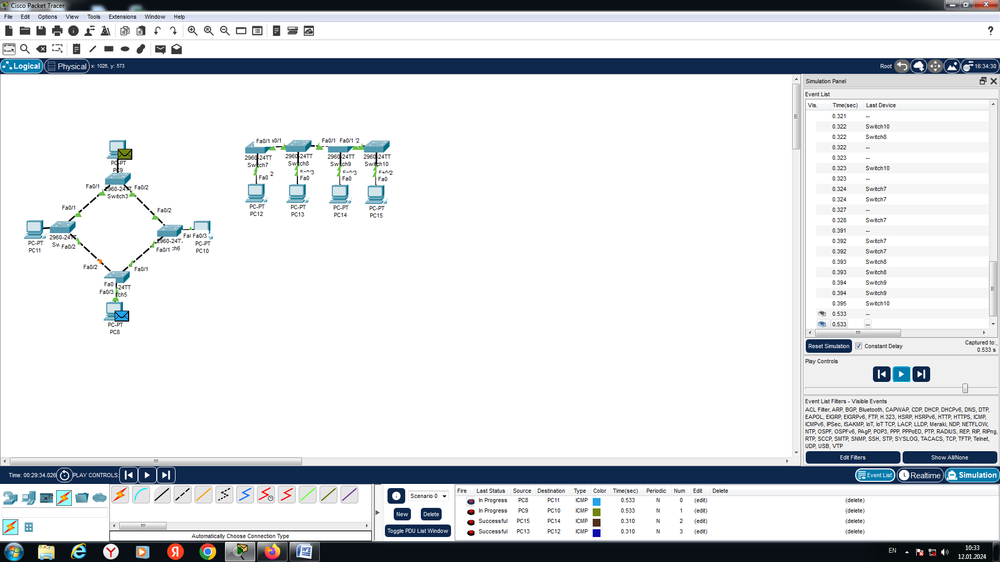 Cisco Packet Tracer
File Edit Options View Tools Extensions Window Help
Logical Physical x: 1026, y: 573
Root 16:34:30
Simulation Panel
Event List
Vis. Time(sec) Last Device
0.321 --
0.322 Switch10
0.322 Switch8
0.322 --
0.323 --
0.323 Switch10
0.323 --
0.324 Switch7
0.324 Switch7
0.327 --
0.328 Switch7
0.391 --
0.392 Switch7
0.392 Switch7
0.393 Switch8
0.393 Switch8
0.394 Switch9
0.394 Switch9
0.395 Switch10
0.533 --
0.533 --
Reset Simulation Constant Delay Captured to:
0.533 s
Play Controls
Event List Filters - Visible Events
ACL Filter, ARP, BGP, Bluetooth, CAPWAP, CDP, DHCP, DHCPv6, DNS, DTP,
EAPOL, EIGRP, EIGRPv6, FTP, H.323, HSRP, HSRPv6, HTTP, HTTPS, ICMP,
ICMPv6, IPSec, ISAKMP, IoT, IoT TCP, LACP, LLDP, Meraki, NDP, NETFLOW,
NTP, OSPF, OSPFv6, PAgP, POP3, PPP, PPPoED, PTP, RADIUS, REP, RIP, RIPng,
RTP, SCCP, SMTP, SNMP, SSH, STP, SYSLOG, TACACS, TCP, TFTP, Telnet,
UDP, USB, VTP
Edit Filters Show All/None
PC-PT
PC9
Fa0/1 Fa0/2
2960-24TT
Switch3
Fa0/1 Fa0/2
PC-PT
PC11
2960-24TT
Fa0/2
2960-24T
Fa0/3
Fa0/1
PC-PT
PC10
Fa0/2 Fa0/1
Fa0
-24TT
Fa0/3
tch5
PC-PT
PC8
Fa0/1 a0/1 Fa0/1 Fa0/1 '2
2960-24TT 2960-24TT 2960-24TT 2960-24TT
Switch7 Switch8 Switch9 Switch10
2 Fa0/3 Fa0/3 Fa0/2
Fa0 Fa0 Fa0 Fa0
PC-PT PC-PT PC-PT PC-PT
PC12 PC13 PC14 PC15
Time: 00:29:34.026 PLAY CONTROLS:
Event List Realtime Simulation
Automatically Choose Connection Type
Scenario 0
New Delete
Toggle PDU List Window
Fire Last Status Source Destination Type Color Time(sec) Periodic Num Edit Delete
In Progress PC8 PC11 ICMP 0.533 N 0 (edit) (delete)
In Progress PC9 PC10 ICMP 0.533 N 1 (edit) (delete)
Successful PC15 PC14 ICMP 0.310 N 2 (edit) (delete)
Successful PC13 PC12 ICMP 0.310 N 3 (edit) (delete)
EN 10:33
12.01.2024